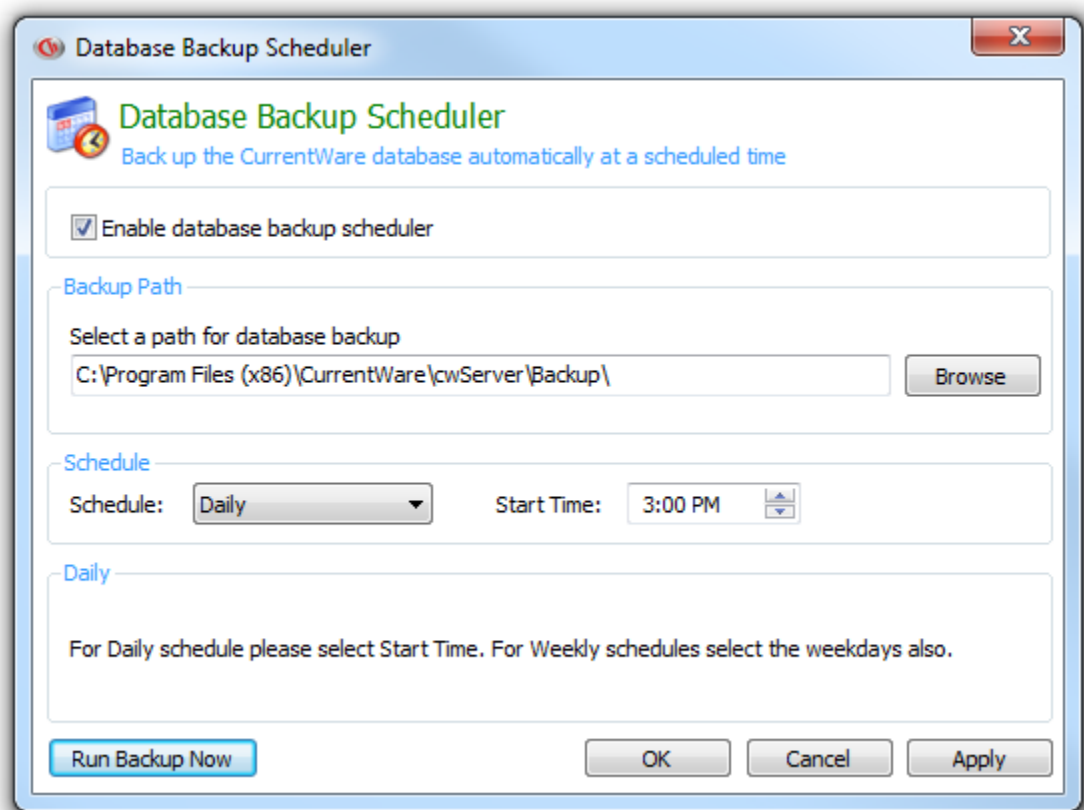 Database Backup Scheduler
Database Backup Scheduler
Back up the CurrentWare database automatically at a scheduled time
Enable database backup scheduler
Backup Path
Select a path for database backup
C:\Program Files (x86)\CurrentWare\cwServer\Backup\
Browse
Schedule
Schedule: Daily Start Time: 3:00 PM
Daily
For Daily schedule please select Start Time. For Weekly schedules select the weekdays also.
Run Backup Now OK Cancel Apply